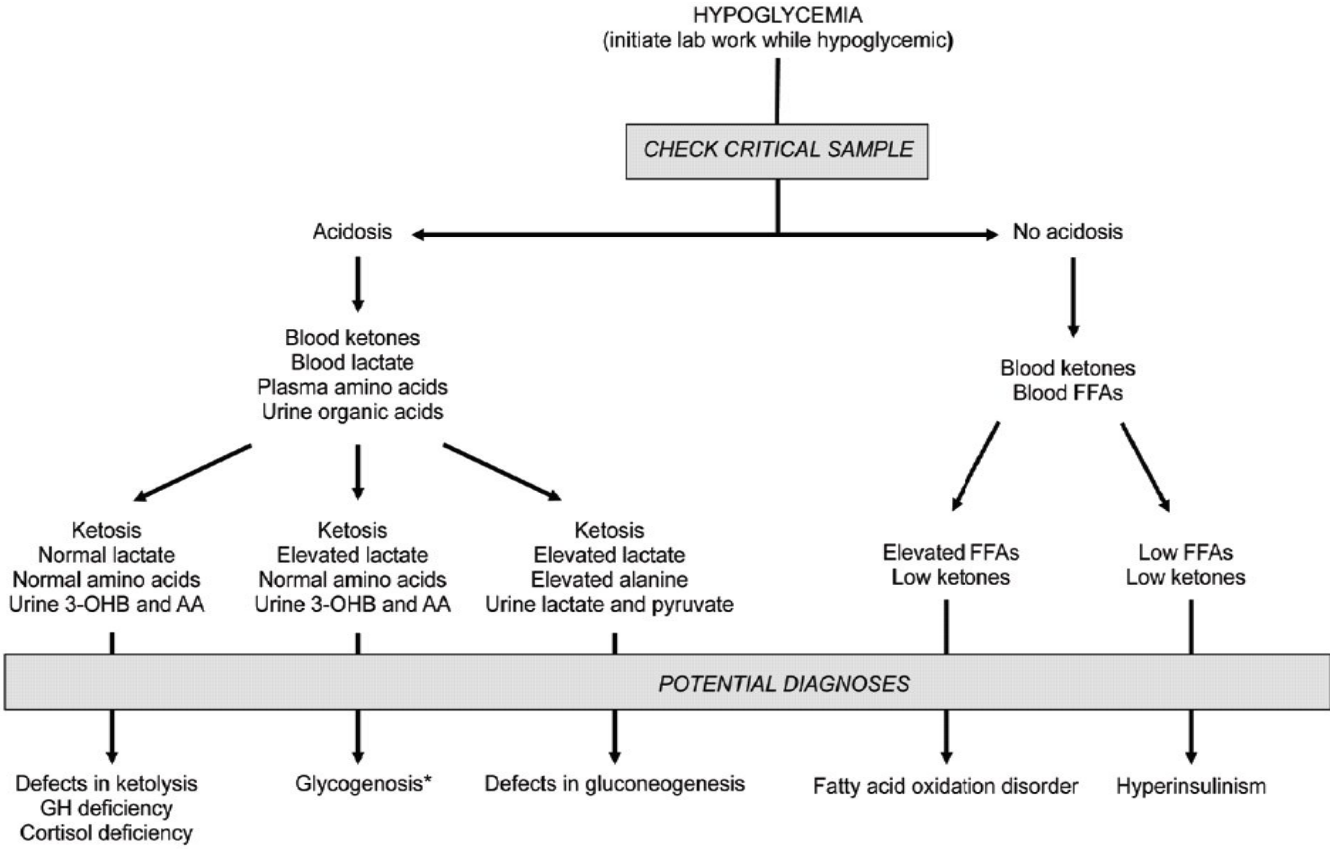 HYPOGLYCEMIA
(initiate lab work while hypoglycemic)
CHECK CRITICAL SAMPLE
Acidosis
No acidosis
Blood ketones
Blood lactate
Plasma amino acids
Urine organic acids
Blood ketones
Blood FFAs
Ketosis
Normal lactate
Normal amino acids
Urine 3-OHB and AA
Ketosis
Elevated lactate
Normal amino acids
Urine 3-OHB and AA
Ketosis
Elevated lactate
Elevated alanine
Urine lactate and pyruvate
Elevated FFAs
Low ketones
Low FFAs
Low ketones
POTENTIAL DIAGNOSES
Defects in ketolysis
GH deficiency
Cortisol deficiency
Glycogenosis*
Defects in gluconeogenesis
Fatty acid oxidation disorder
Hyperinsulinism